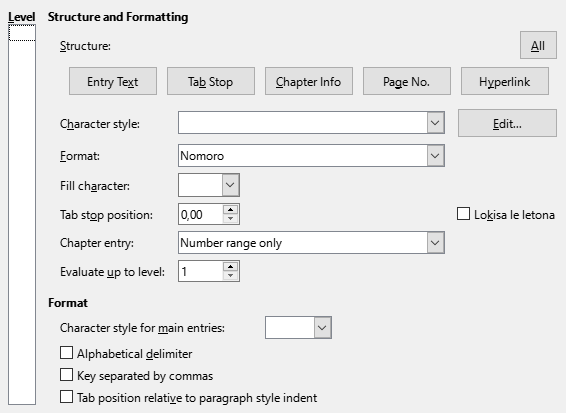 Level Structure and Formatting
Structure: All
Entry Text Tab Stop Chapter Info Page No. Hyperlink
Character style: Edit...
Format: Nomoro
Fill character:
Tab stop position: 0,00 Lokisa le letona
Chapter entry: Number range only
Evaluate up to level: 1
Format
Character style for main entries:
Alphabetical delimiter
Key separated by commas
Tab position relative to paragraph style indent